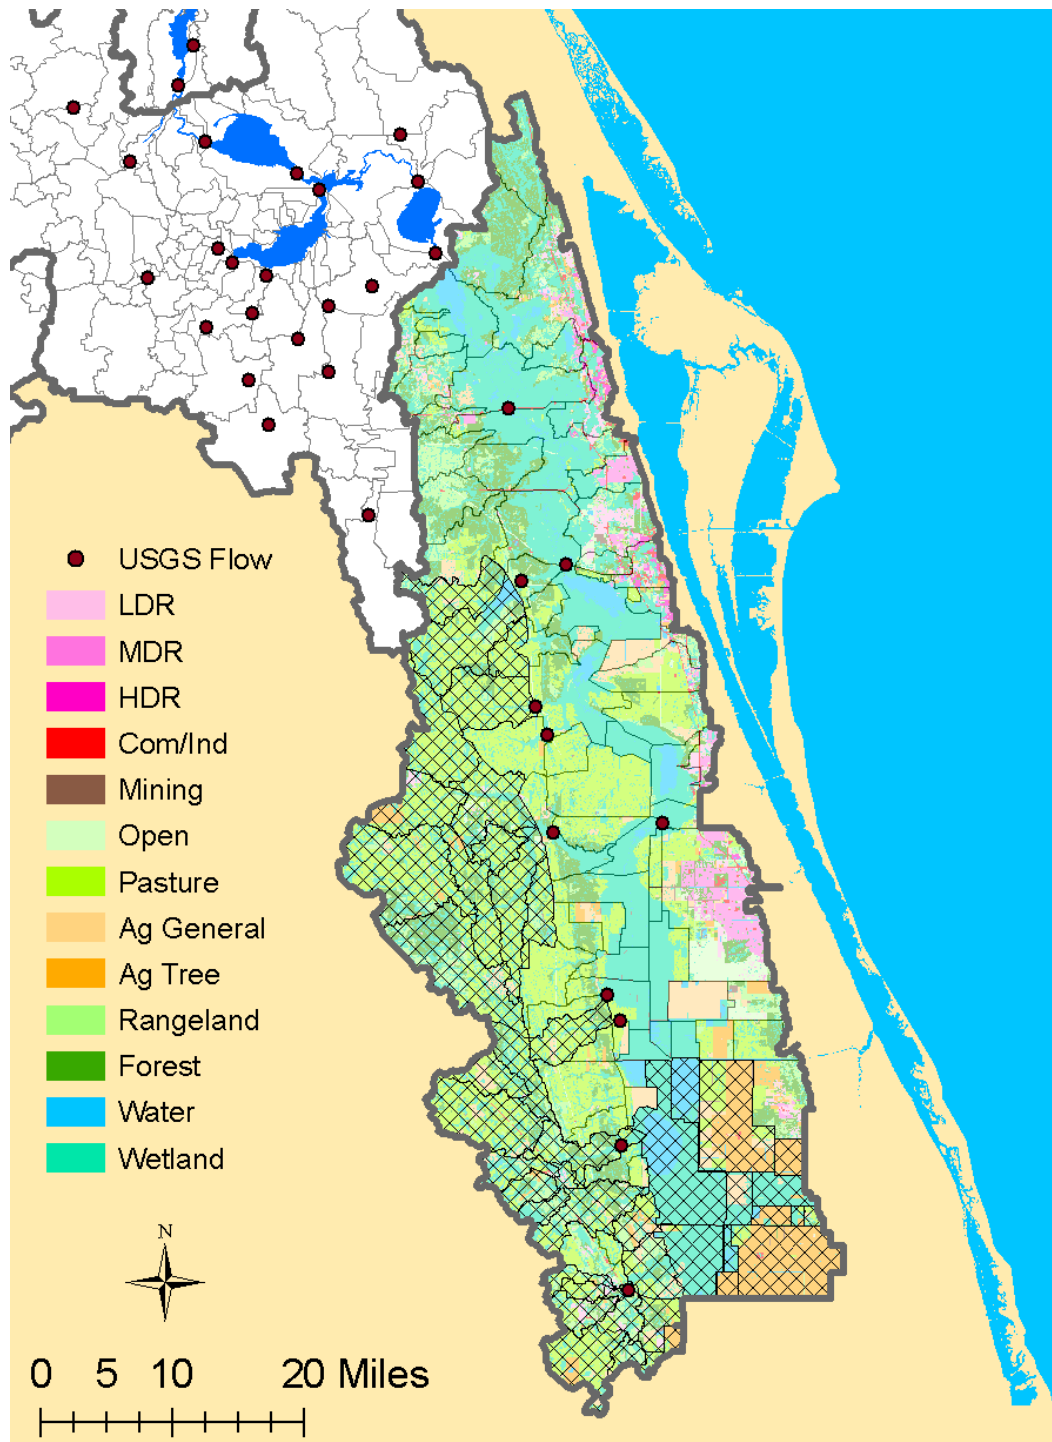 USGS Flow
LDR
MDR
HDR
Com/Ind
Mining
Open
Pasture
Ag General
Ag Tree
Rangeland
Forest
Water
Wetland
N
0 5 10 20 Miles